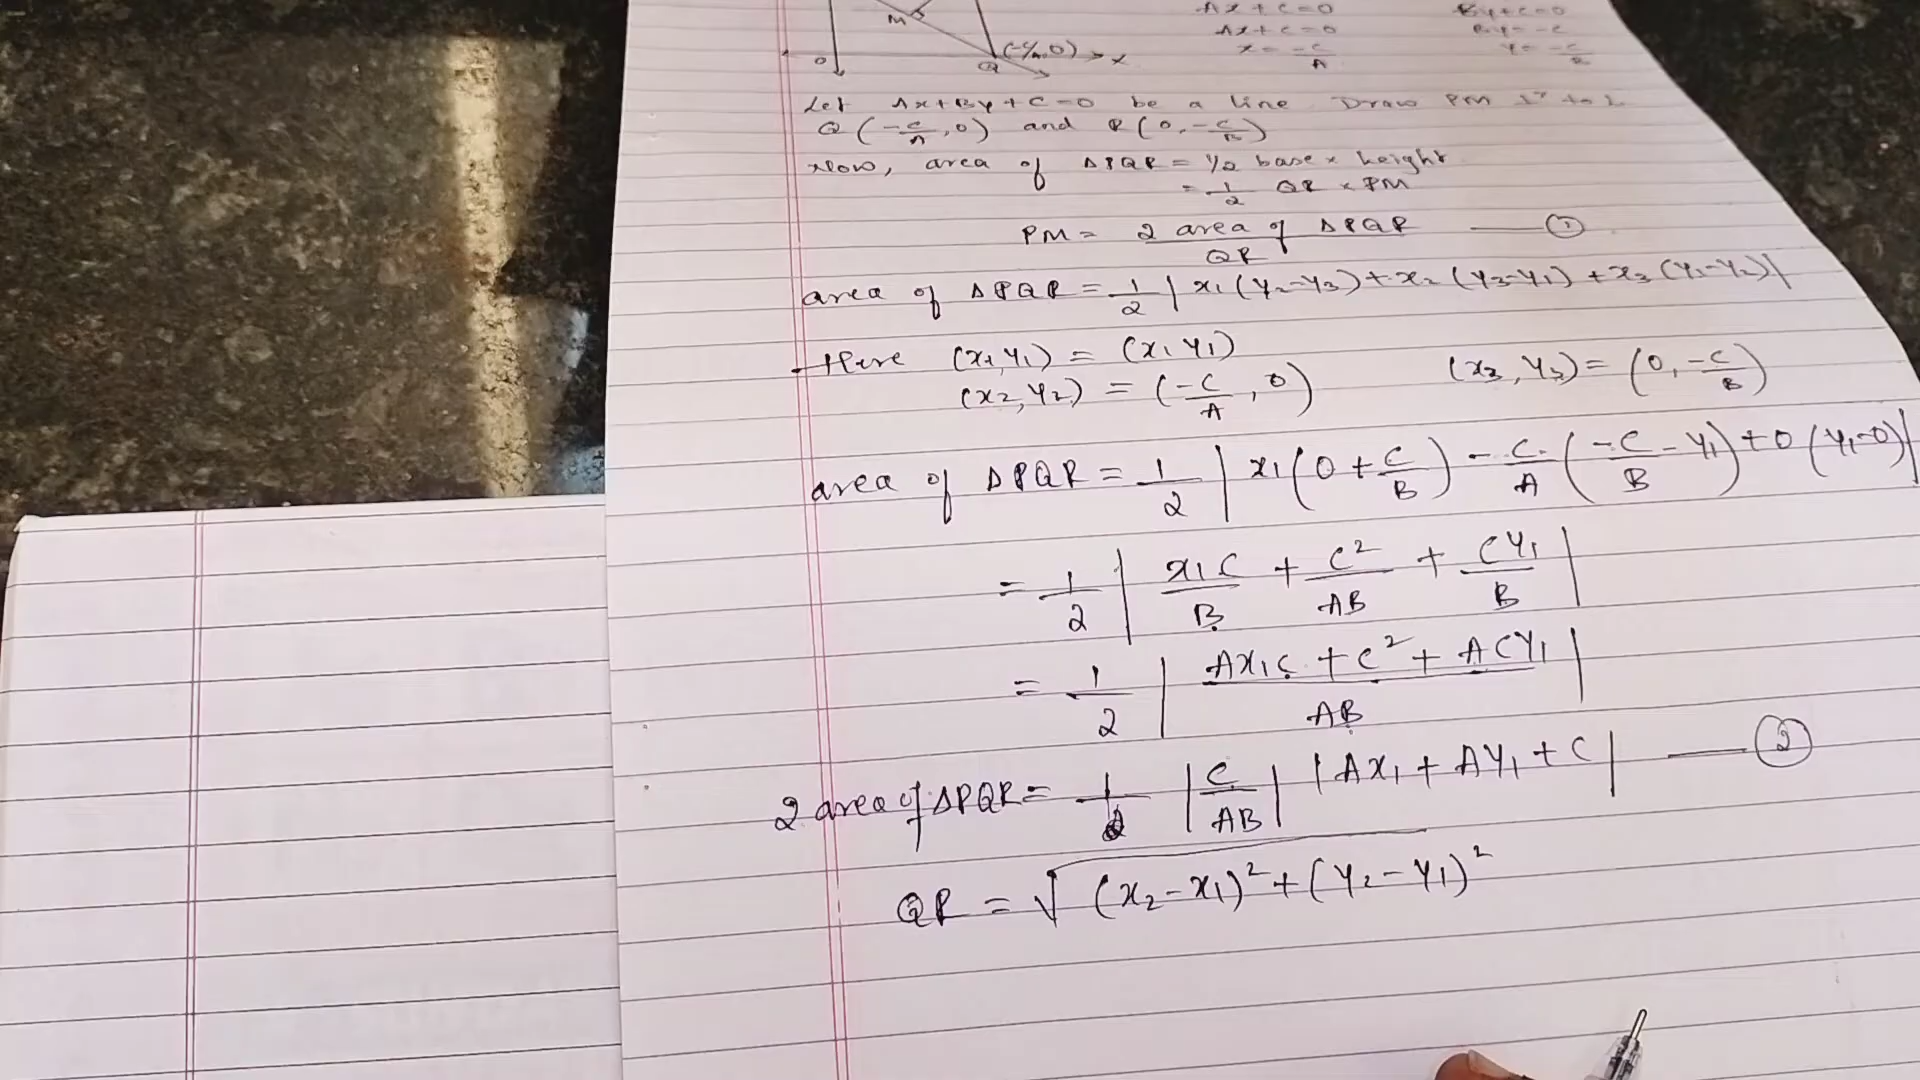 M
Ax + C = 0 By + C = 0
Ax + C = 0 By = -C
x = -C/A y = -C/B
O Q (-C/A, 0) X
Let Ax + By + C = 0 be a line Draw PM ⊥r to L
Q (-C/A, 0) and R (0, -C/B)
Now, area of ΔPQR = 1/2 base × height
= 1/2 QR × PM
PM = 2 area of ΔPQR / QR —— ①
area of ΔPQR = 1/2 | x1 (y2-y3) + x2 (y3-y1) + x3 (y1-y2) |
Here (x1, y1) = (x1 y1)
(x2, y2) = (-C/A, 0) (x3, y3) = (0, -C/B)
area of ΔPQR = 1/2 | x1 (0 + C/B) - C/A (-C/B - y1) + 0 (y1-0) |
= 1/2 | x1C/B + C²/AB + CY1/B |
= 1/2 | AX1C + C² + ACY1 / AB |
2 area of ΔPQR = 1/2 | C/AB | | AX1 + AY1 + C | —— ②
QR = √(x2-x1)² + (y2-y1)²